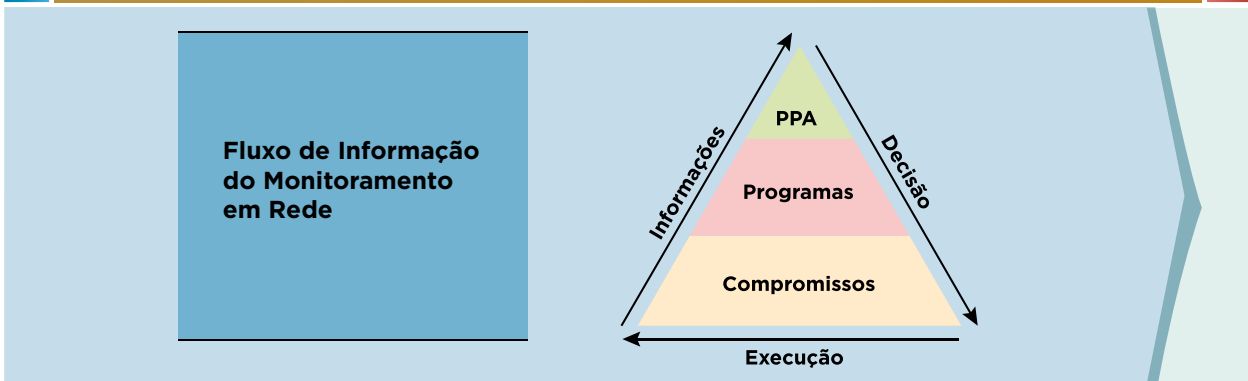 Fluxo de Informação
do Monitoramento
em Rede
Informações
PPA
Decisão
Programas
Compromissos
Execução